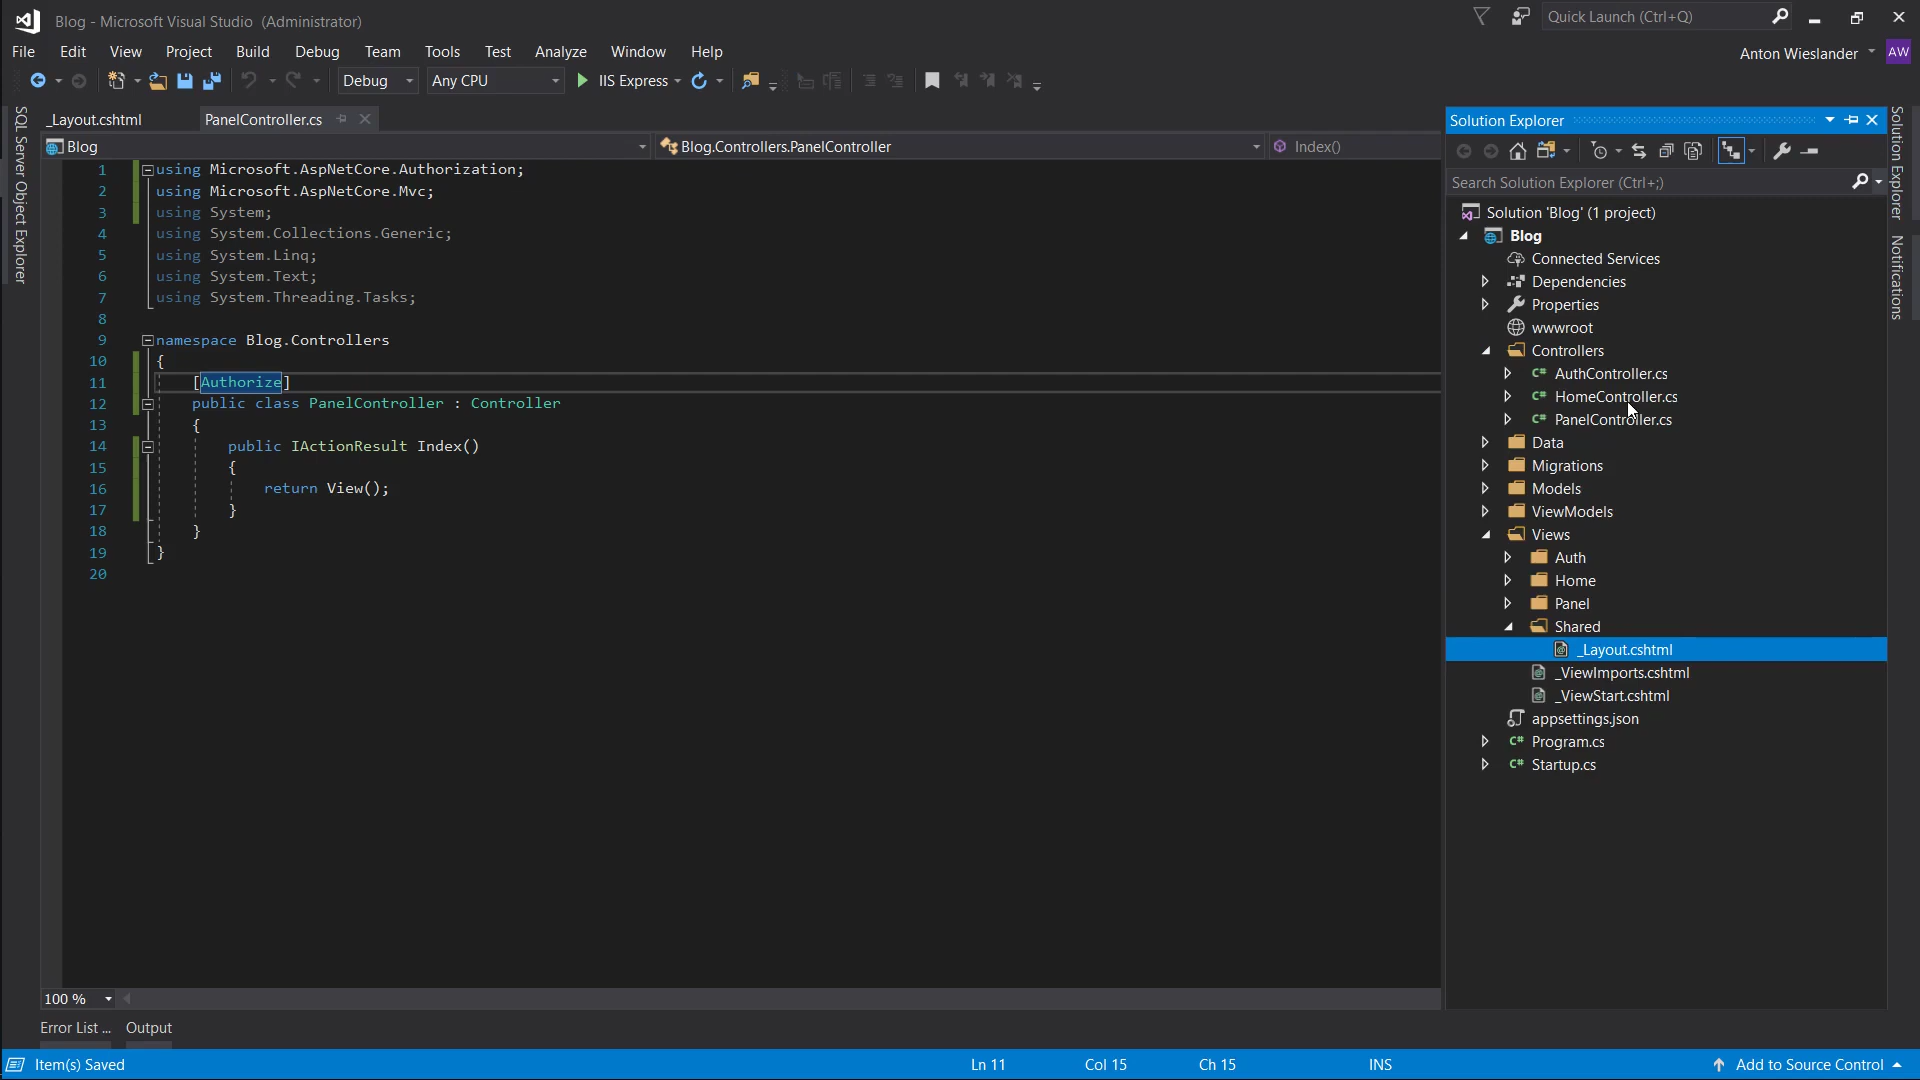 Blog - Microsoft Visual Studio (Administrator)
Quick Launch (Ctrl+Q)
File Edit View Project Build Debug Team Tools Test Analyze Window Help
Anton Wieslander AW
Debug Any CPU IIS Express
SQL Server Object Explorer
_Layout.cshtml PanelController.cs
Blog Blog.Controllers.PanelController Index()
1 using Microsoft.AspNetCore.Authorization;
2 using Microsoft.AspNetCore.Mvc;
3 using System;
4 using System.Collections.Generic;
5 using System.Linq;
6 using System.Text;
7 using System.Threading.Tasks;
8
9 namespace Blog.Controllers
10 {
11 [Authorize]
12 public class PanelController : Controller
13 {
14 public IActionResult Index()
15 {
16 return View();
17 }
18 }
19 }
20
100 %
Error List ... Output
Solution Explorer
Search Solution Explorer (Ctrl+;)
Solution 'Blog' (1 project)
Blog
Connected Services
Dependencies
Properties
wwwroot
Controllers
C# AuthController.cs
C# HomeController.cs
C# PanelController.cs
Data
Migrations
Models
ViewModels
Views
Auth
Home
Panel
Shared
_Layout.cshtml
_ViewImports.cshtml
_ViewStart.cshtml
appsettings.json
C# Program.cs
C# Startup.cs
Solution Explorer
Notifications
Item(s) Saved Ln 11 Col 15 Ch 15 INS Add to Source Control